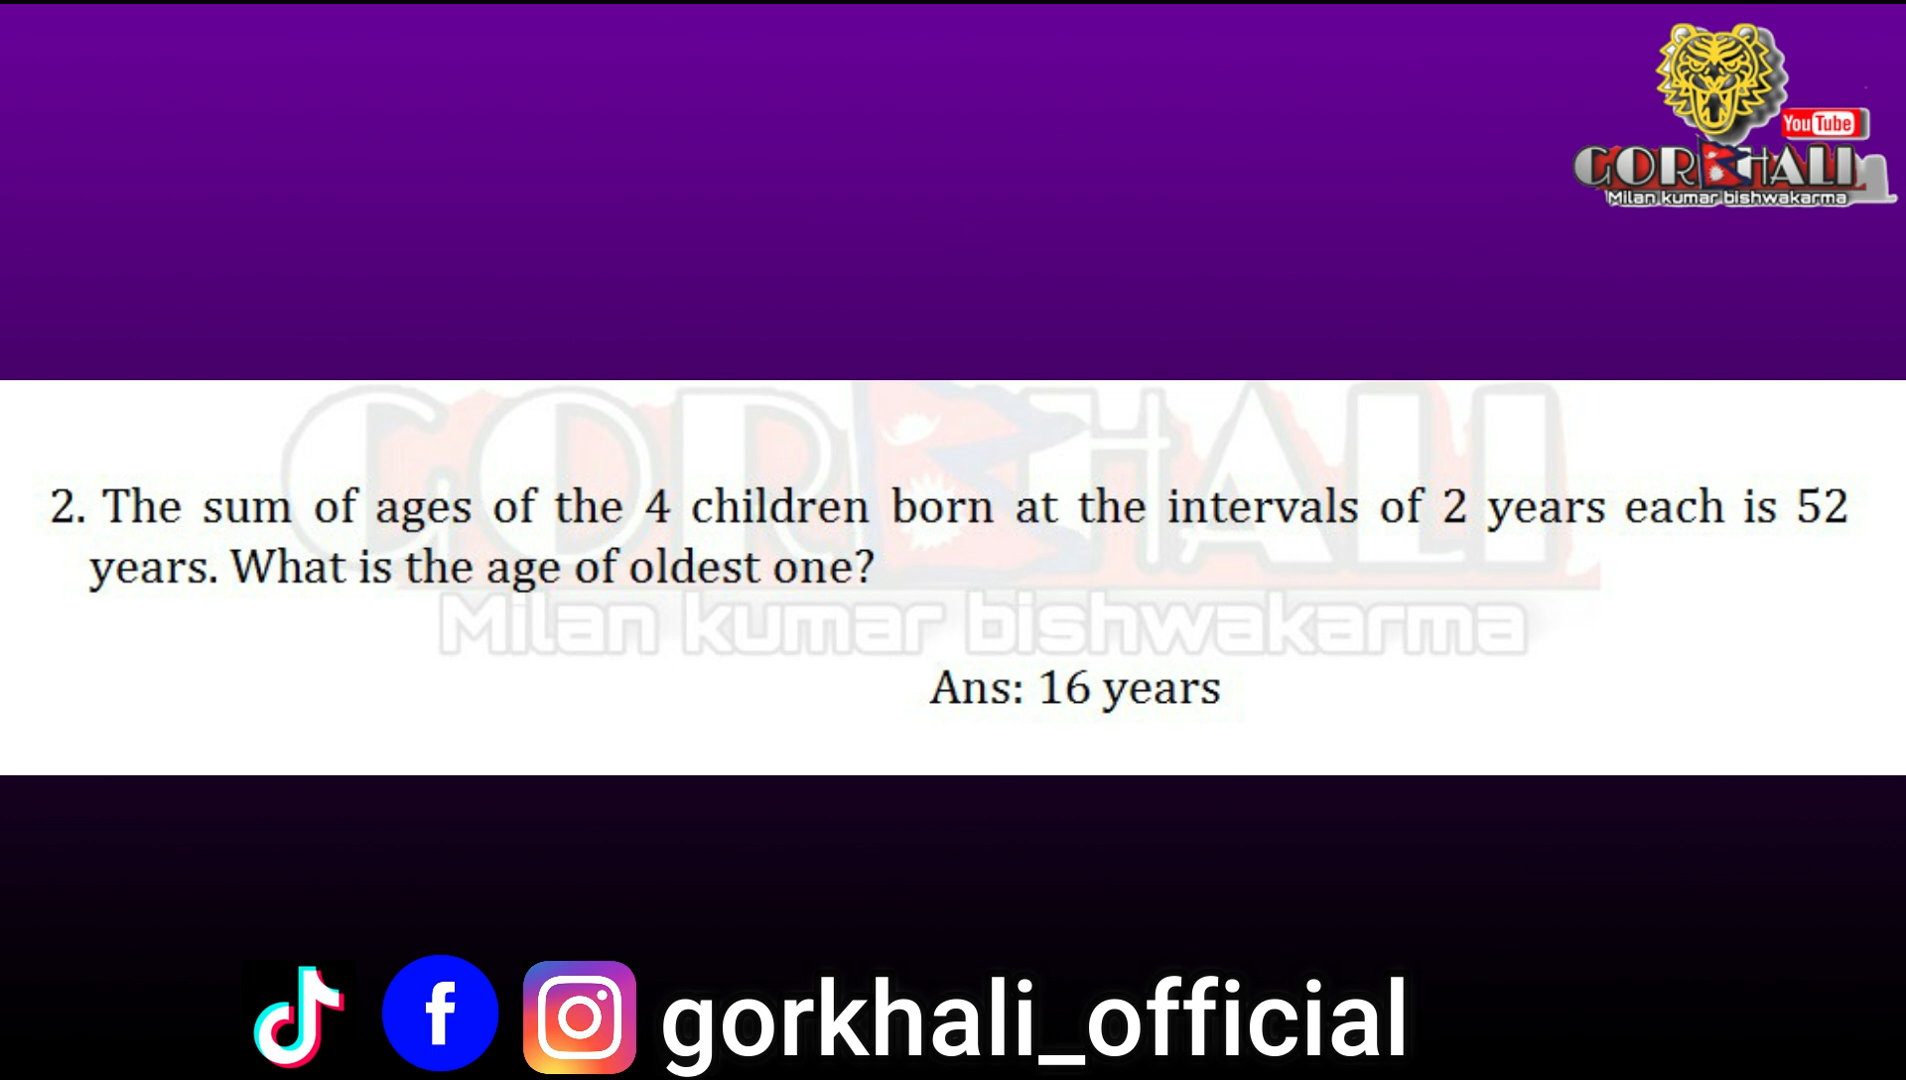 YouTube
GORKHALI
Milan kumar bishwakarma
GORKHALI
2. The sum of ages of the 4 children born at the intervals of 2 years each is 52
years. What is the age of oldest one?
Milan kumar bishwakarma
Ans: 16 years
gorkhali_official